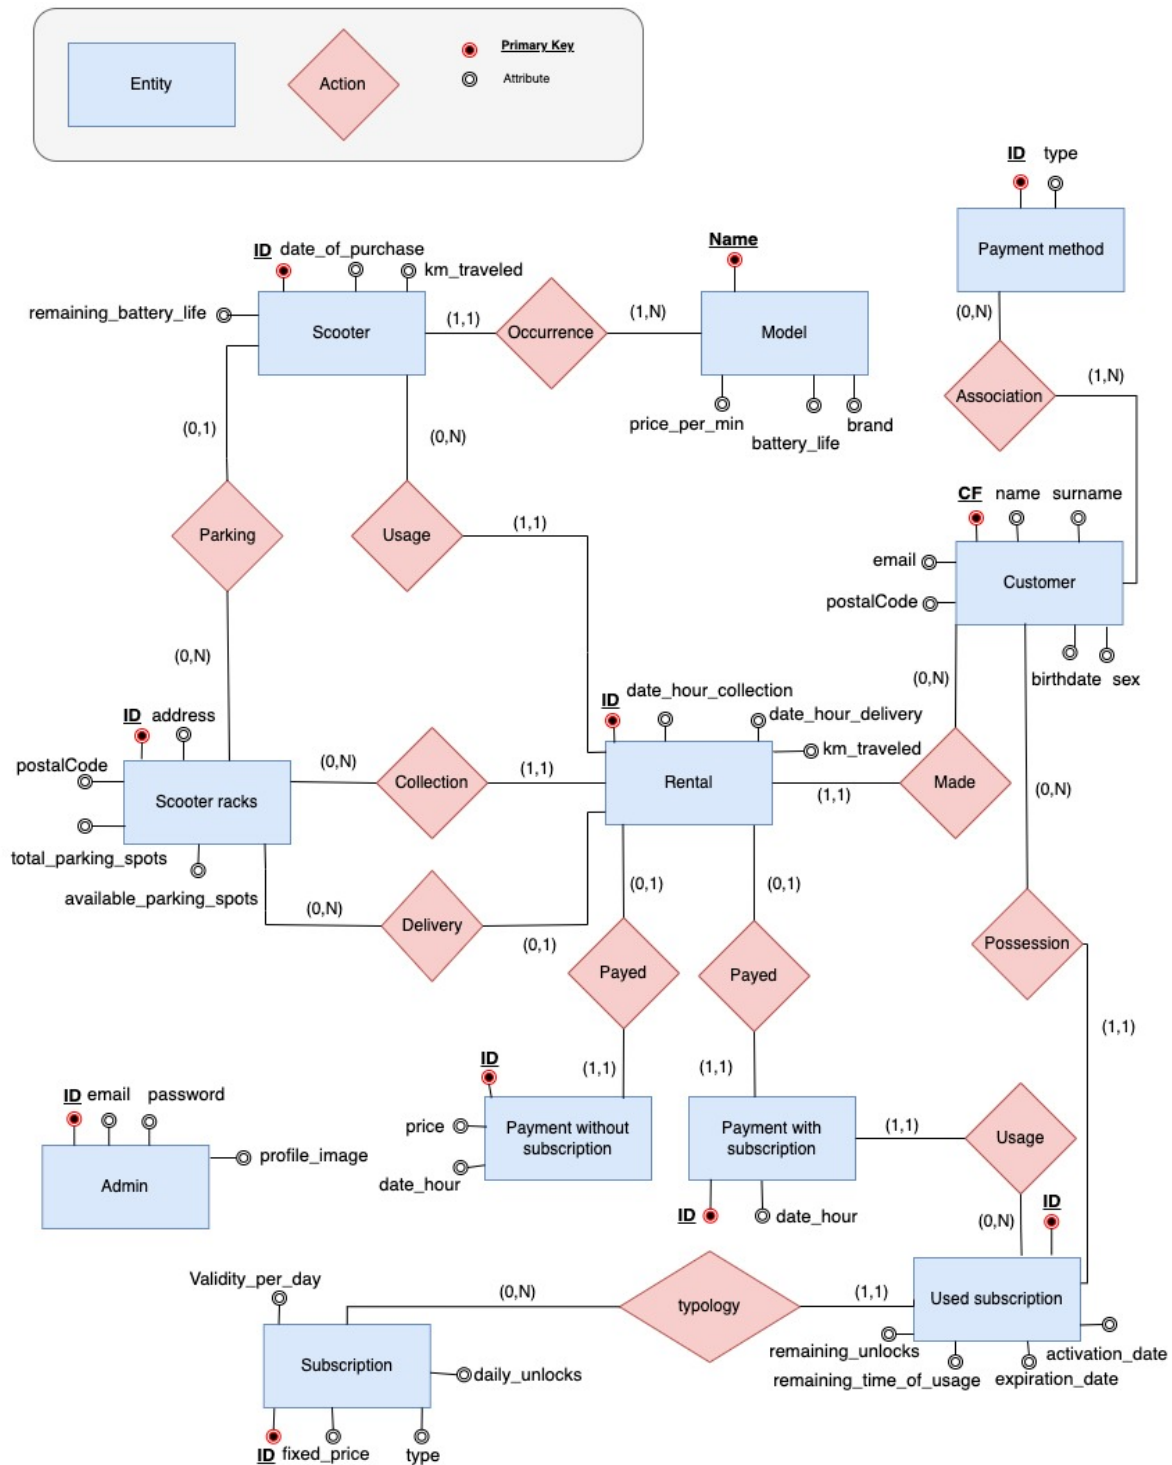 Primary Key
Entity
Action
Attribute
ID
type
Payment method
(0,N)
Association
(1,N)
ID
date_of_purchase
km_traveled
remaining_battery_life
Scooter
(1,1)
Occurrence
(1,N)
Name
Model
price_per_min
battery_life
brand
(0,1)
(0,N)
Parking
Usage
(1,1)
CF
name
surname
email
Customer
postalCode
birthdate
sex
(0,N)
(0,N)
ID
address
postalCode
Scooter racks
total_parking_spots
available_parking_spots
(0,N)
Collection
(1,1)
ID
date_hour_collection
date_hour_delivery
km_traveled
Rental
(1,1)
Made
(0,N)
(0,N)
Delivery
(0,1)
(0,1)
(0,1)
Payed
Payed
Possession
(1,1)
(1,1)
(1,1)
ID
email
password
profile_image
Admin
ID
price
date_hour
Payment without
subscription
Payment with
subscription
ID
date_hour
(1,1)
Usage
(0,N)
ID
Validity_per_day
(0,N)
typology
(1,1)
Used subscription
remaining_unlocks
activation_date
remaining_time_of_usage
expiration_date
Subscription
daily_unlocks
ID
fixed_price
type